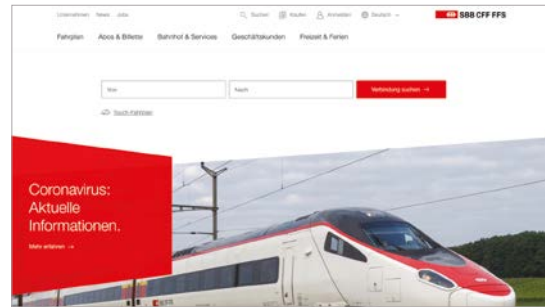 Unternehmen News Jobs Suchen Kaufen Anmelden Deutsch SBB CFF FFS
Fahrplan Abos & Billette Bahnhof & Services Geschäftskunden Freizeit & Ferien
Von Nach Verbindung suchen →
Touch-Fahrplan
Coronavirus:
Aktuelle
Informationen.
Mehr erfahren →